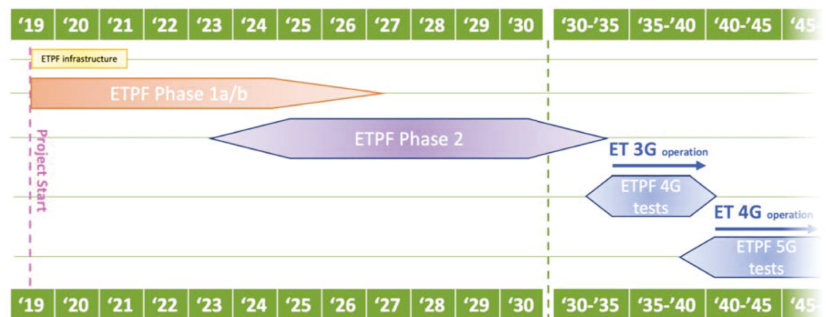 ‘19 ‘20 ‘21 ‘22 ‘23 ‘24 ‘25 ‘26 ‘27 ‘28 ‘29 ‘30 ‘30-’35 ‘35-’40 ‘40-’45 ‘45-
ETPF infrastructure
ETPF Phase 1a/b
Project Start
ETPF Phase 2
ET 3G operation
ETPF 4G
tests
ET 4G operation
ETPF 5G
tests
‘19 ‘20 ‘21 ‘22 ‘23 ‘24 ‘25 ‘26 ‘27 ‘28 ‘29 ‘30 ‘30-’35 ‘35-’40 ‘40-’45 ‘45-